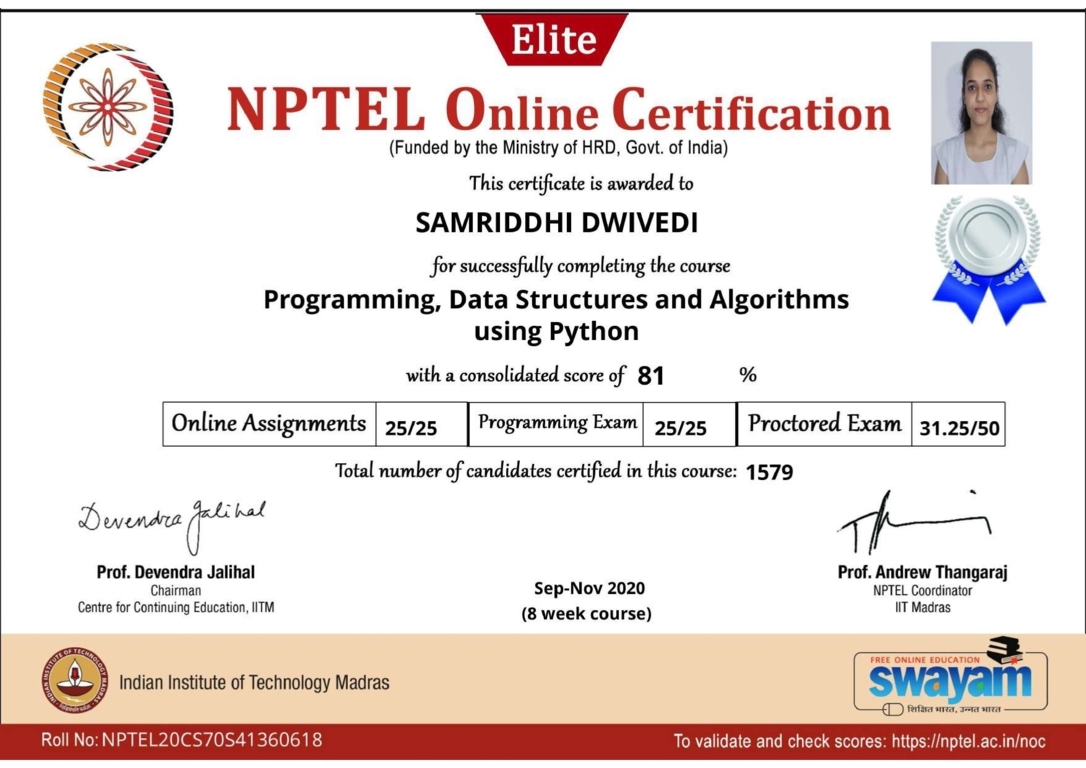 Elite
NPTEL Online Certification
(Funded by the Ministry of HRD, Govt. of India)
This certificate is awarded to
SAMRIDDHI DWIVEDI
for successfully completing the course
Programming, Data Structures and Algorithms
using Python
with a consolidated score of 81 %
Online Assignments 25/25 Programming Exam 25/25 Proctored Exam 31.25/50
Total number of candidates certified in this course: 1579
Devendra Jalihal
Prof. Devendra Jalihal
Chairman
Centre for Continuing Education, IITM
Sep-Nov 2020
(8 week course)
Prof. Andrew Thangaraj
NPTEL Coordinator
IIT Madras
INDIAN INSTITUTE OF TECHNOLOGY MADRAS
Indian Institute of Technology Madras
FREE ONLINE EDUCATION
swayam
शिक्षित भारत, उन्नत भारत
Roll No: NPTEL20CS70S41360618
To validate and check scores: https://nptel.ac.in/noc